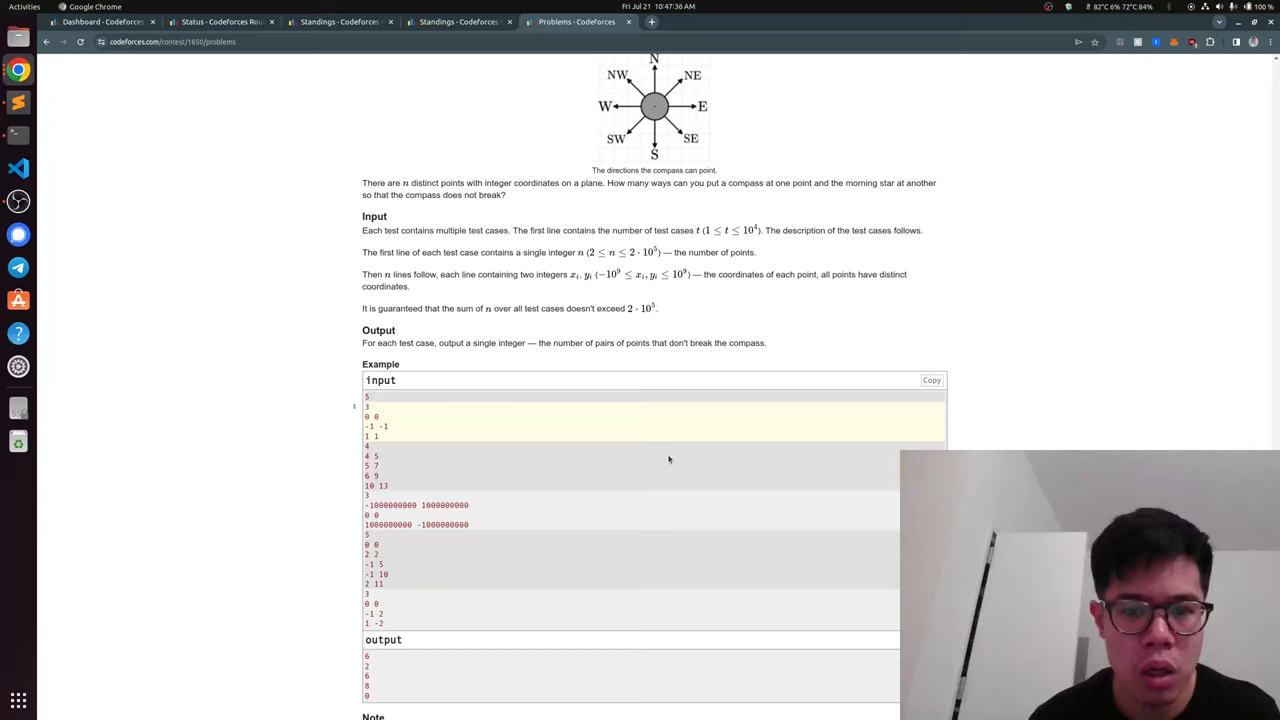 Activities
Google Chrome
Fri Jul 21 10:47:36 AM
82°C 6% 72°C 84%
100 %
Dashboard - Codeforces
Status - Codeforces Rou
Standings - Codeforces
Standings - Codeforces
Problems - Codeforces
codeforces.com/contest/1850/problems
N
NW NE
W E
SW SE
S
The directions the compass can point.
There are n distinct points with integer coordinates on a plane. How many ways can you put a compass at one point and the morning star at another
so that the compass does not break?
Input
Each test contains multiple test cases. The first line contains the number of test cases t (1 ≤ t ≤ 10⁴). The description of the test cases follows.
The first line of each test case contains a single integer n (2 ≤ n ≤ 2 · 10⁵) — the number of points.
Then n lines follow, each line containing two integers xᵢ, yᵢ (−10⁹ ≤ xᵢ, yᵢ ≤ 10⁹) — the coordinates of each point, all points have distinct
coordinates.
It is guaranteed that the sum of n over all test cases doesn't exceed 2 · 10⁵.
Output
For each test case, output a single integer — the number of pairs of points that don't break the compass.
Example
input
Copy
5
3
0 0
-1 -1
1 1
4
4 5
5 7
6 9
10 13
3
-1000000000 1000000000
0 0
1000000000 -1000000000
5
0 0
2 2
-1 5
-1 10
2 11
3
0 0
-1 2
1 -2
output
6
2
6
8
0
Note